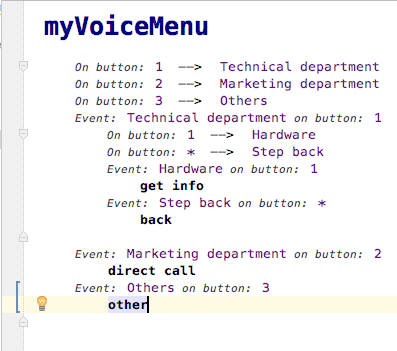 myVoiceMenu
On button: 1 --> Technical department
On button: 2 --> Marketing department
On button: 3 --> Others
Event: Technical department on button: 1
On button: 1 --> Hardware
On button: * --> Step back
Event: Hardware on button: 1
get info
Event: Step back on button: *
back
Event: Marketing department on button: 2
direct call
Event: Others on button: 3
other